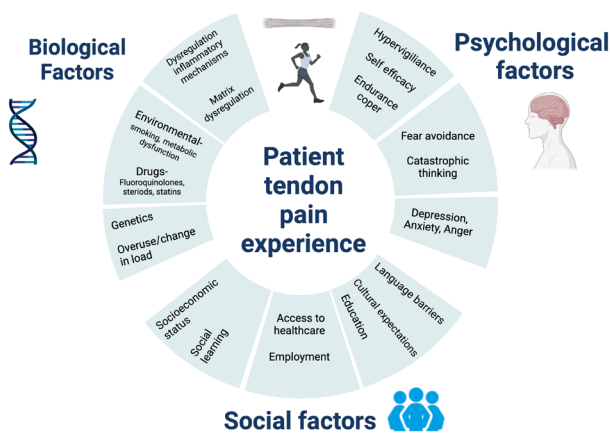 Biological
Factors
Psychological
factors
Dysregulation
inflammatory
mechanisms
Matrix
dysregulation
Environmental-
smoking, metabolic
dysfunction
Drugs-
Fluoroquinolones,
steriods, statins
Genetics
Overuse/change
in load
Hypervigiliance
Self efficacy
Endurance
coper
Fear avoidance
Catastrophic
thinking
Depression,
Anxiety, Anger
Patient
tendon
pain
experience
Socioeconomic
status
Social
learning
Access to
healthcare
Employment
Language barriers
Cultural expectations
Education
Social factors